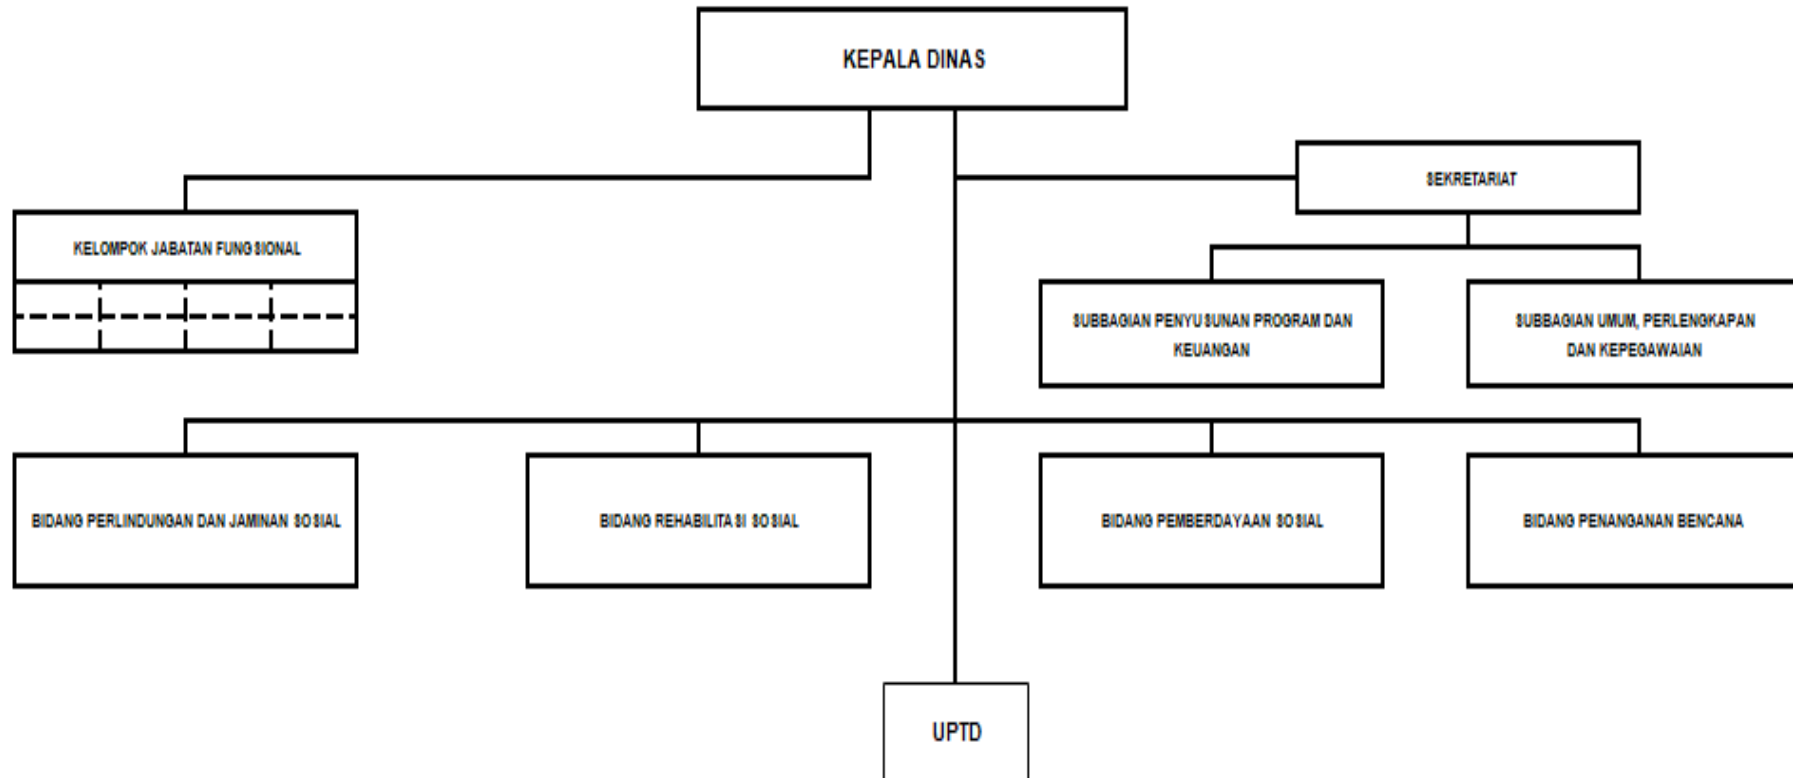 KEPALA DINAS
SEKRETARIAT
KELOMPOK JABATAN FUNGSIONAL
SUBBAGIAN PENYUSUNAN PROGRAM DAN
KEUANGAN
SUBBAGIAN UMUM, PERLENGKAPAN
DAN KEPEGAWAIAN
BIDANG PERLINDUNGAN DAN JAMINAN SOSIAL
BIDANG REHABILITASI SOSIAL
BIDANG PEMBERDAYAAN SOSIAL
BIDANG PENANGANAN BENCANA
UPTD